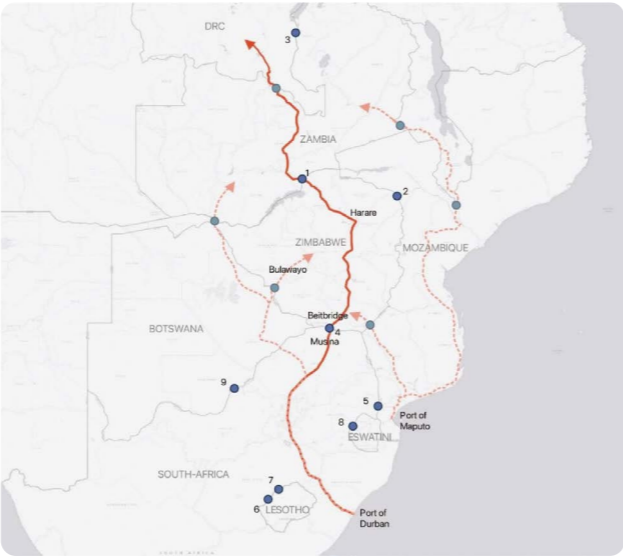 DRC
3
ZAMBIA
1
2
Harare
ZIMBABWE
MOZAMBIQUE
Bulawayo
Beitbridge
4
BOTSWANA
Musina
9
5
Port of
Maputo
8
ESWATINI
SOUTH-AFRICA
7
6
LESOTHO
Port of
Durban